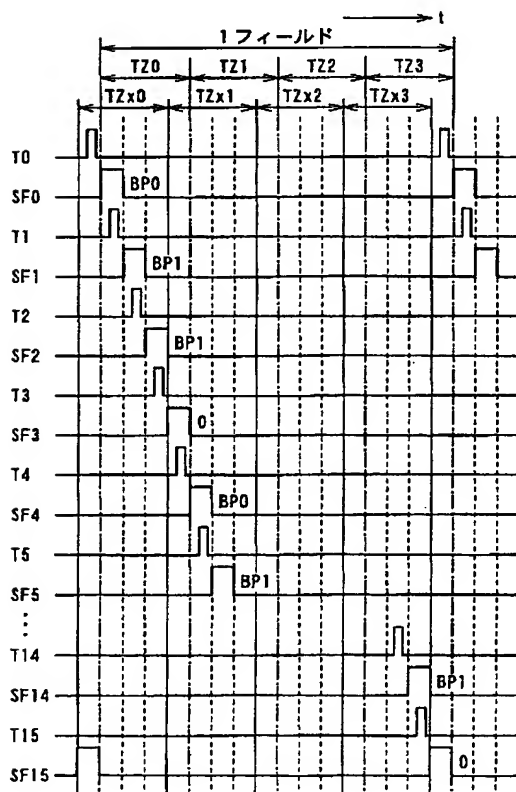 t
1フィールド
TZ0 TZ1 TZ2 TZ3
TZx0 TZx1 TZx2 TZx3
T0
SF0 BP0
T1
SF1 BP1
T2
SF2 BP1
T3
SF3 0
T4
SF4 BP0
T5
SF5 BP1
⋮
T14
SF14 BP1
T15
SF15 0